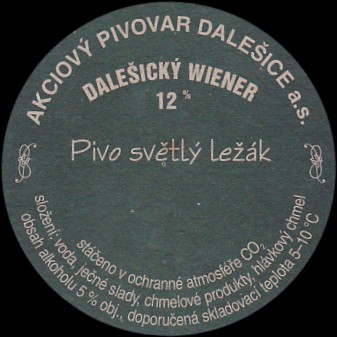 AKCIOVÝ PIVOVAR DALEŠICE a.s.
DALEŠICKÝ WIENER
12 %
Pivo světlý ležák
stáčeno v ochranné atmosféře CO2
složení: voda, ječné slady, chmelové produkty, hlávkový chmel
obsah alkoholu 5 % obj., doporučená skladovací teplota 5-10 °C